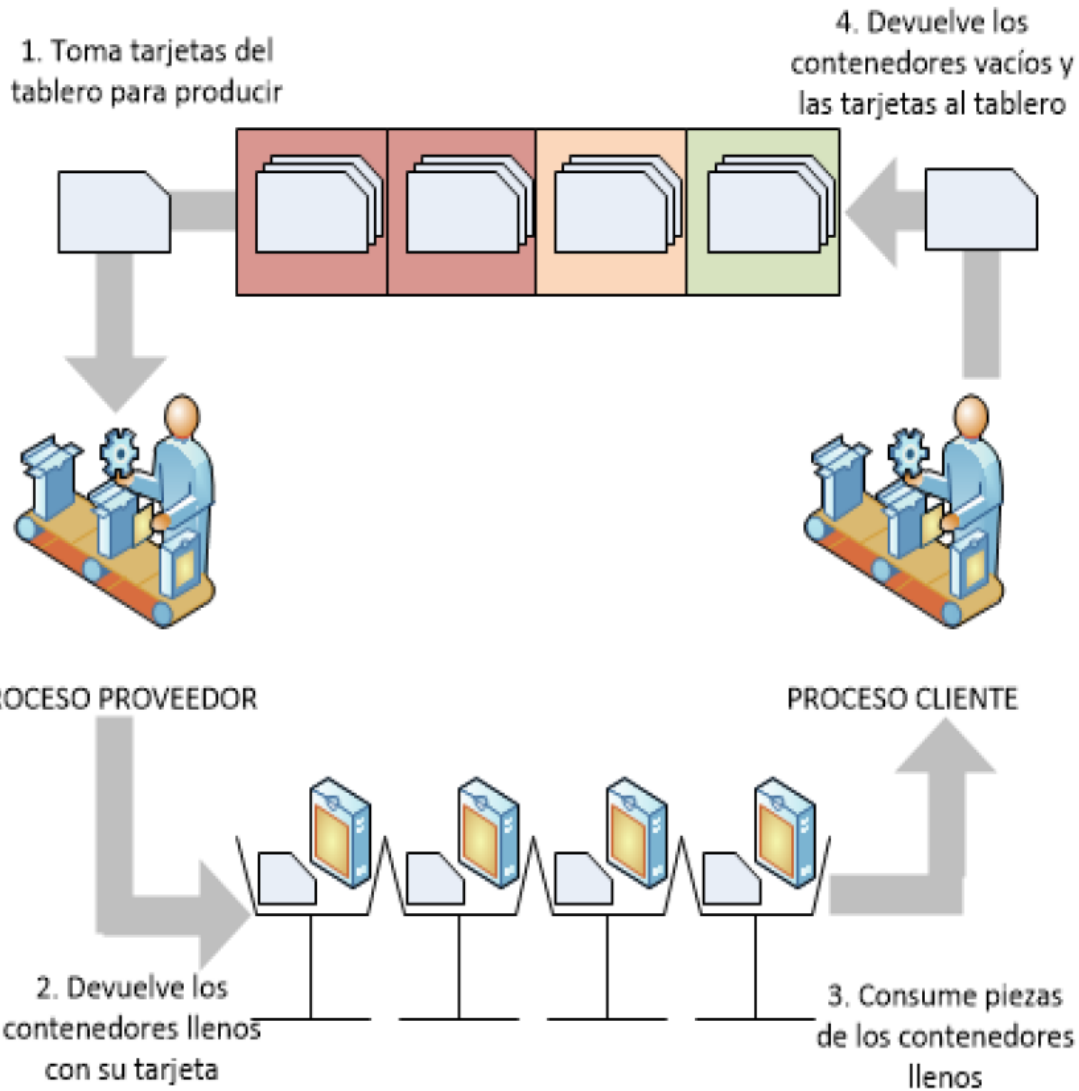 1. Toma tarjetas del
tablero para producir
4. Devuelve los
contenedores vacíos y
las tarjetas al tablero
ROCESO PROVEEDOR
PROCESO CLIENTE
2. Devuelve los
contenedores llenos
con su tarjeta
3. Consume piezas
de los contenedores
llenos